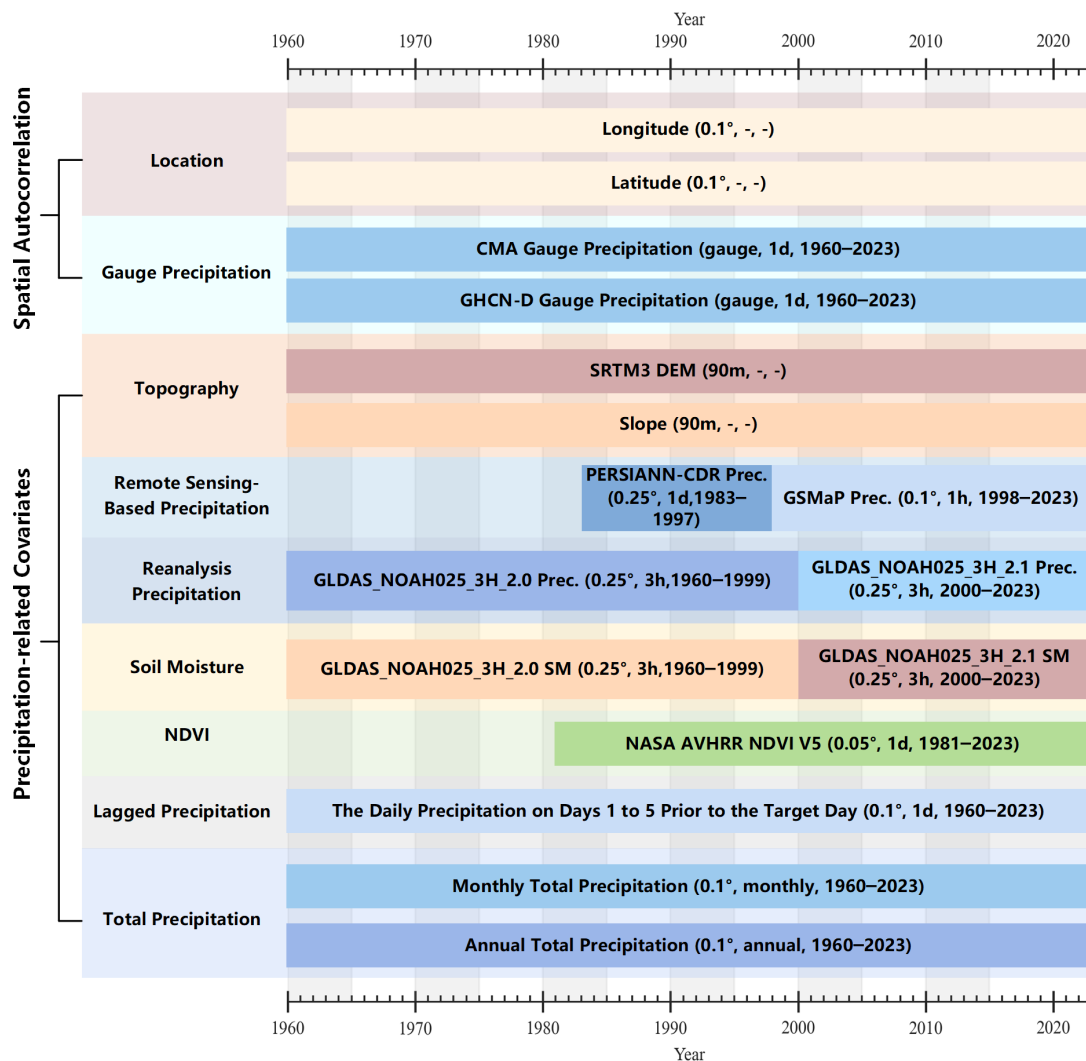 Year
1960 1970 1980 1990 2000 2010 2020
Spatial Autocorrelation
Location
Longitude (0.1°, -, -)
Latitude (0.1°, -, -)
Gauge Precipitation
CMA Gauge Precipitation (gauge, 1d, 1960–2023)
GHCN-D Gauge Precipitation (gauge, 1d, 1960–2023)
Precipitation-related Covariates
Topography
SRTM3 DEM (90m, -, -)
Slope (90m, -, -)
Remote Sensing-
Based Precipitation
PERSIANN-CDR Prec.
(0.25°, 1d,1983–
1997)
GSMaP Prec. (0.1°, 1h, 1998–2023)
Reanalysis
Precipitation
GLDAS_NOAH025_3H_2.0 Prec. (0.25°, 3h,1960–1999)
GLDAS_NOAH025_3H_2.1 Prec.
(0.25°, 3h, 2000–2023)
Soil Moisture
GLDAS_NOAH025_3H_2.0 SM (0.25°, 3h,1960–1999)
GLDAS_NOAH025_3H_2.1 SM
(0.25°, 3h, 2000–2023)
NDVI
NASA AVHRR NDVI V5 (0.05°, 1d, 1981–2023)
Lagged Precipitation
The Daily Precipitation on Days 1 to 5 Prior to the Target Day (0.1°, 1d, 1960–2023)
Total Precipitation
Monthly Total Precipitation (0.1°, monthly, 1960–2023)
Annual Total Precipitation (0.1°, annual, 1960–2023)
1960 1970 1980 1990 2000 2010 2020
Year